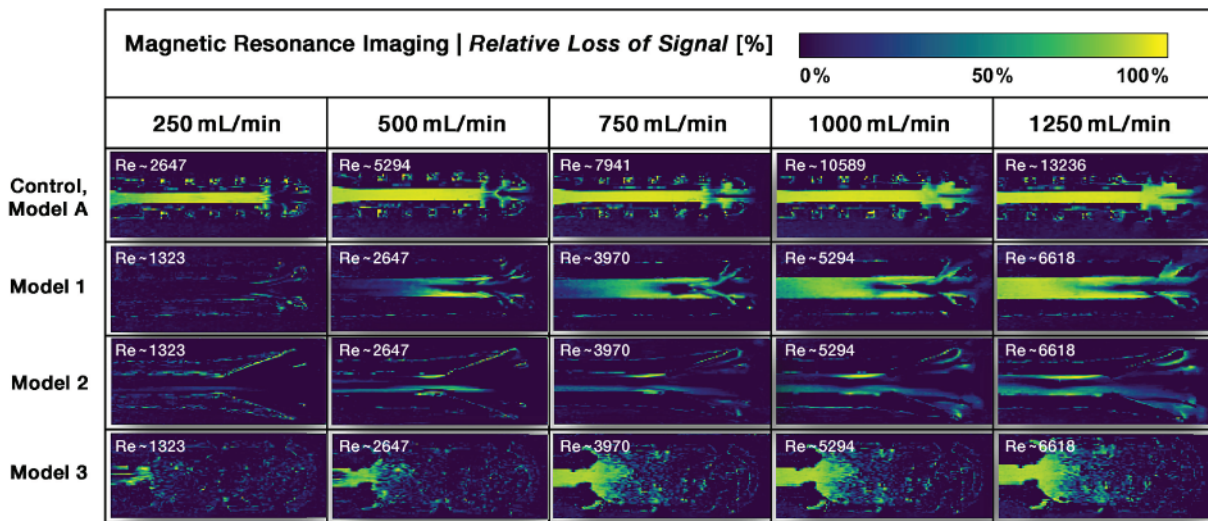 Magnetic Resonance Imaging | Relative Loss of Signal [%]
0% 50% 100%
250 mL/min 500 mL/min 750 mL/min 1000 mL/min 1250 mL/min
Control,
Model A
Re~2647 Re~5294 Re~7941 Re~10589 Re~13236
Model 1
Re~1323 Re~2647 Re~3970 Re~5294 Re~6618
Model 2
Re~1323 Re~2647 Re~3970 Re~5294 Re~6618
Model 3
Re~1323 Re~2647 Re~3970 Re~5294 Re~6618